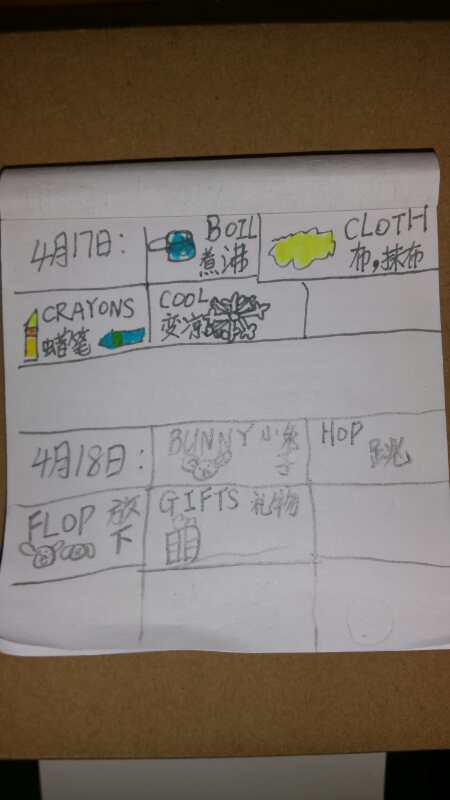 4月17日:
BOIL
煮沸
CLOTH
布,抹布
CRAYONS
蜡笔
COOL
变凉
4月18日:
BUNNY 小兔子
HOP
跳
FLOP 放下
GIFTS 礼物